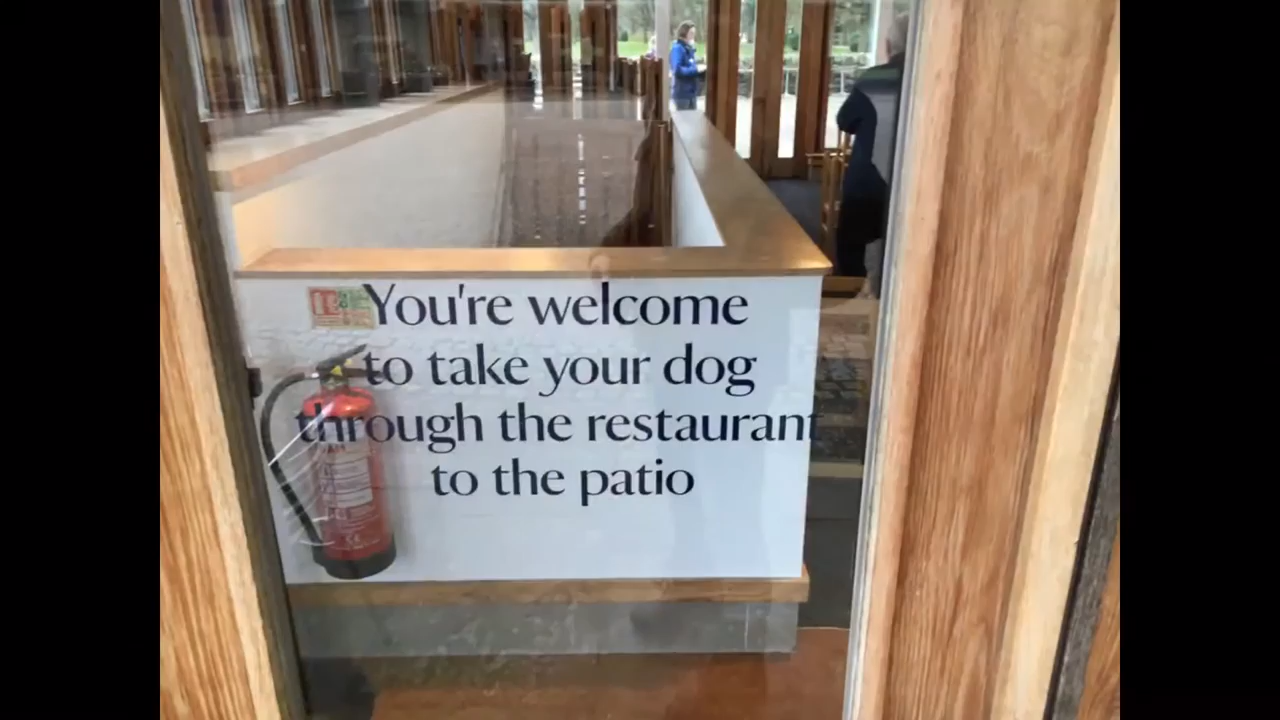 You're welcome
to take your dog
through the restaurant
to the patio